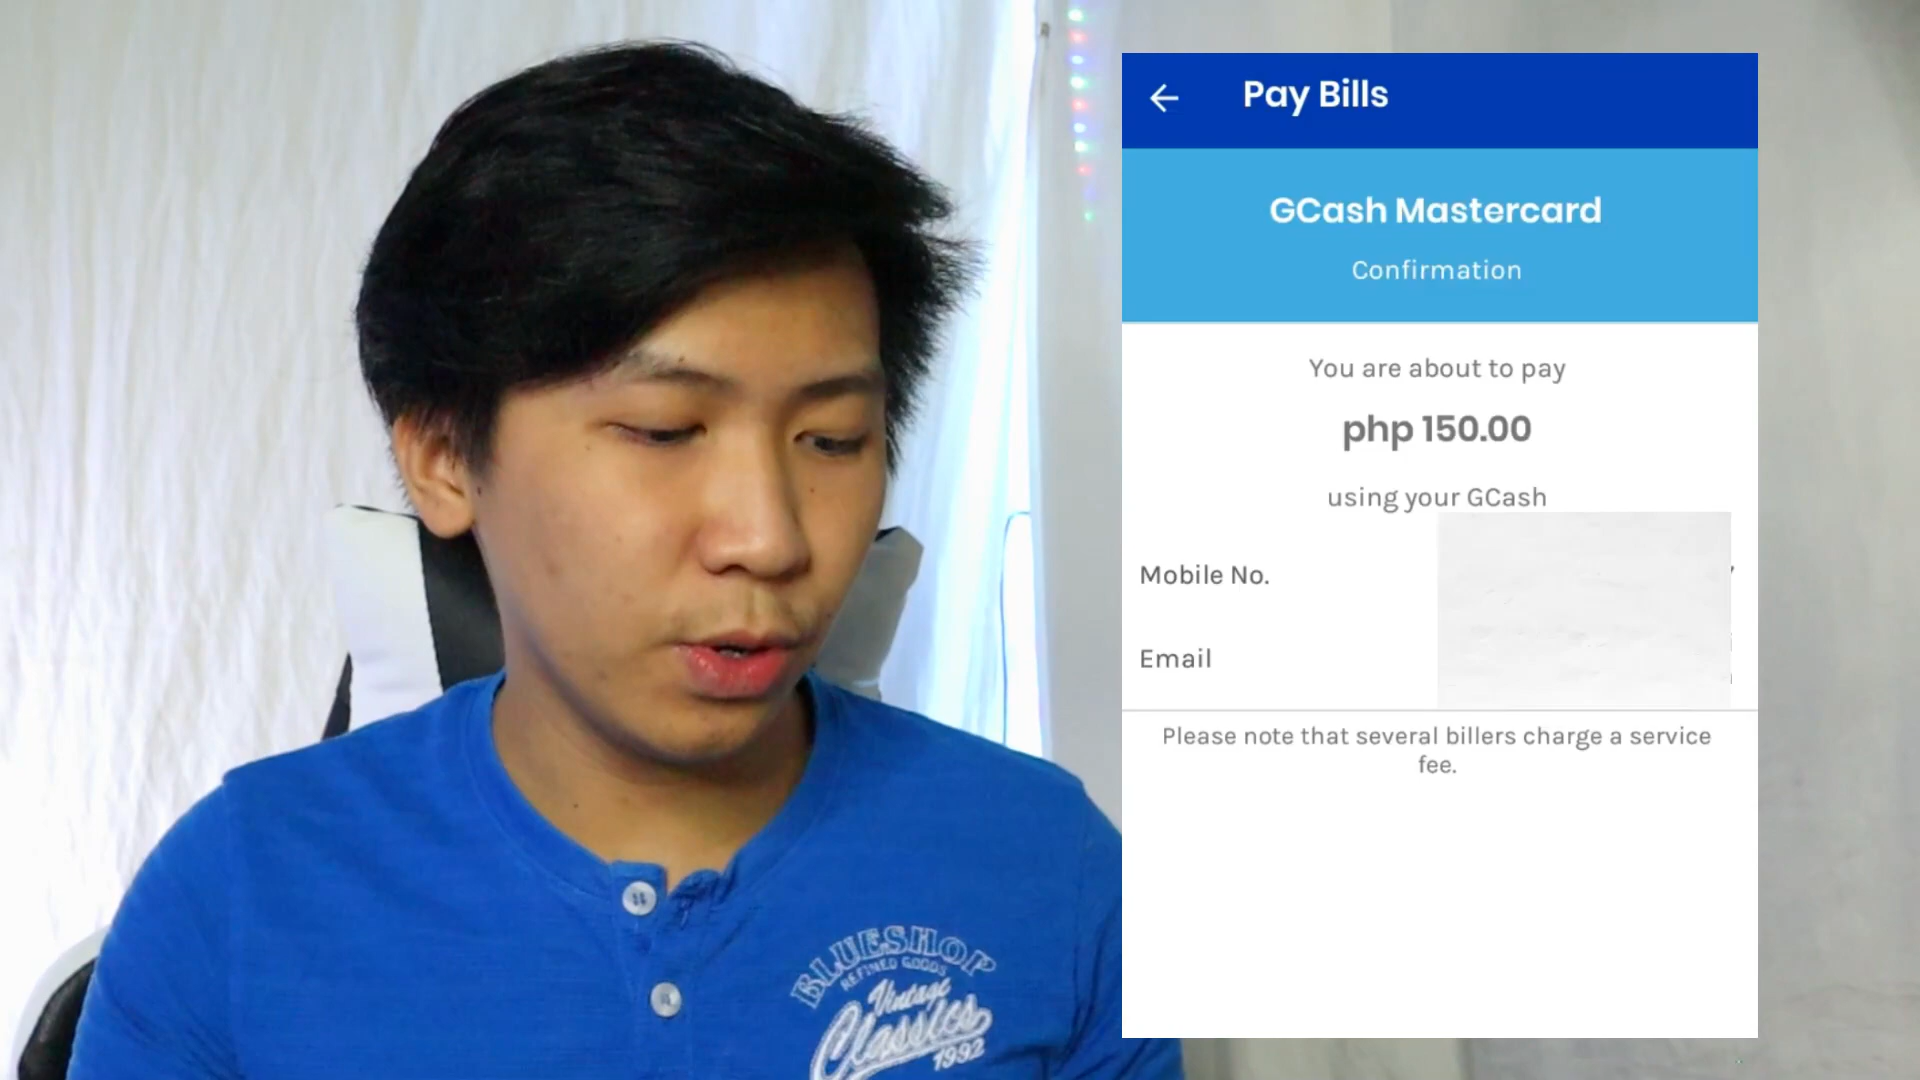 Pay Bills
GCash Mastercard
Confirmation
You are about to pay
php 150.00
using your GCash
Mobile No.
Email
Please note that several billers charge a service
fee.
BLUESHOP
REFINED GOODS
Vintage
Classics
1992